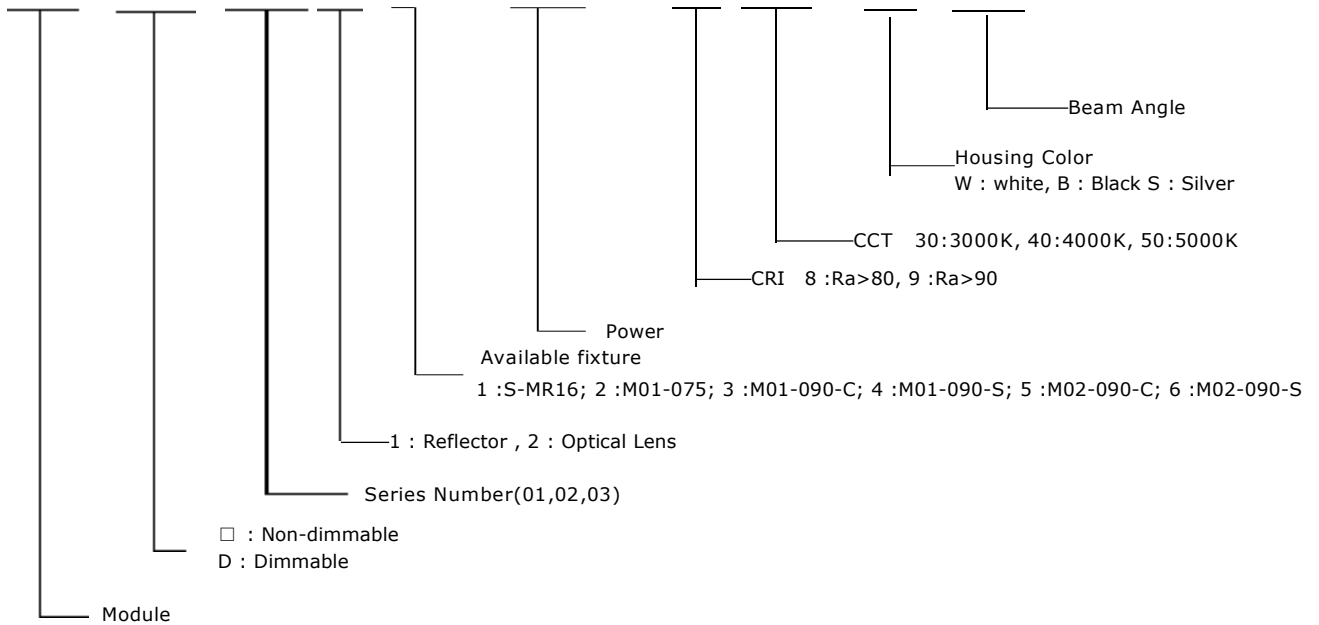 Beam Angle
Housing Color
W : white, B : Black S : Silver
CCT 30:3000K, 40:4000K, 50:5000K
CRI 8 :Ra>80, 9 :Ra>90
Power
Available fixture
1 :S-MR16; 2 :M01-075; 3 :M01-090-C; 4 :M01-090-S; 5 :M02-090-C; 6 :M02-090-S
1 : Reflector , 2 : Optical Lens
Series Number(01,02,03)
□ : Non-dimmable
D : Dimmable
Module